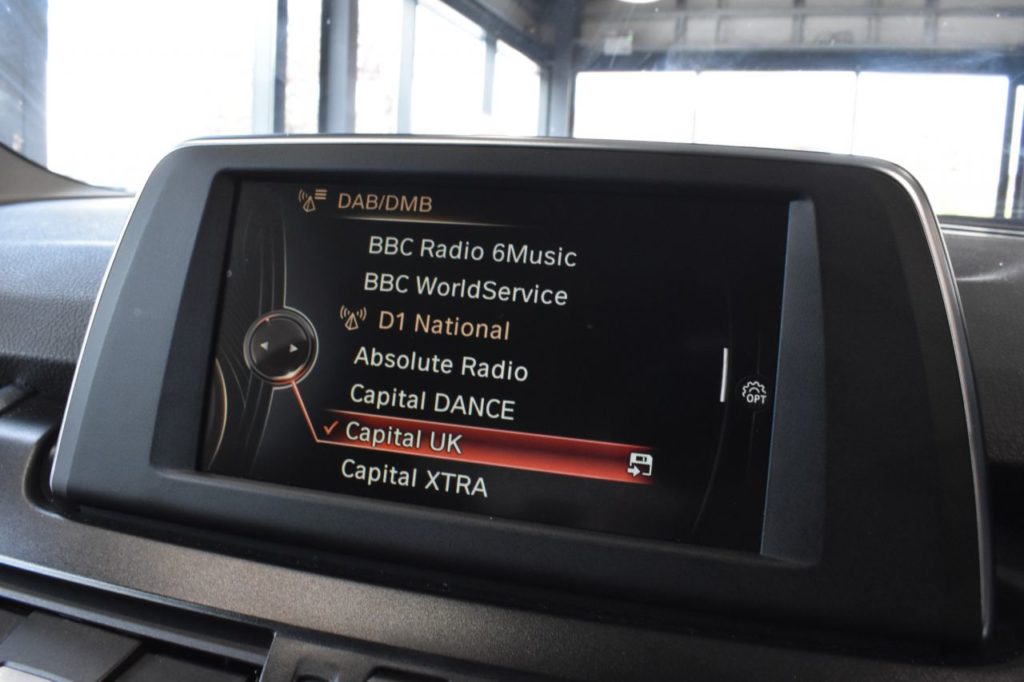 DAB/DMB
BBC Radio 6Music
BBC WorldService
D1 National
Absolute Radio
Capital DANCE
Capital UK
Capital XTRA
OPT